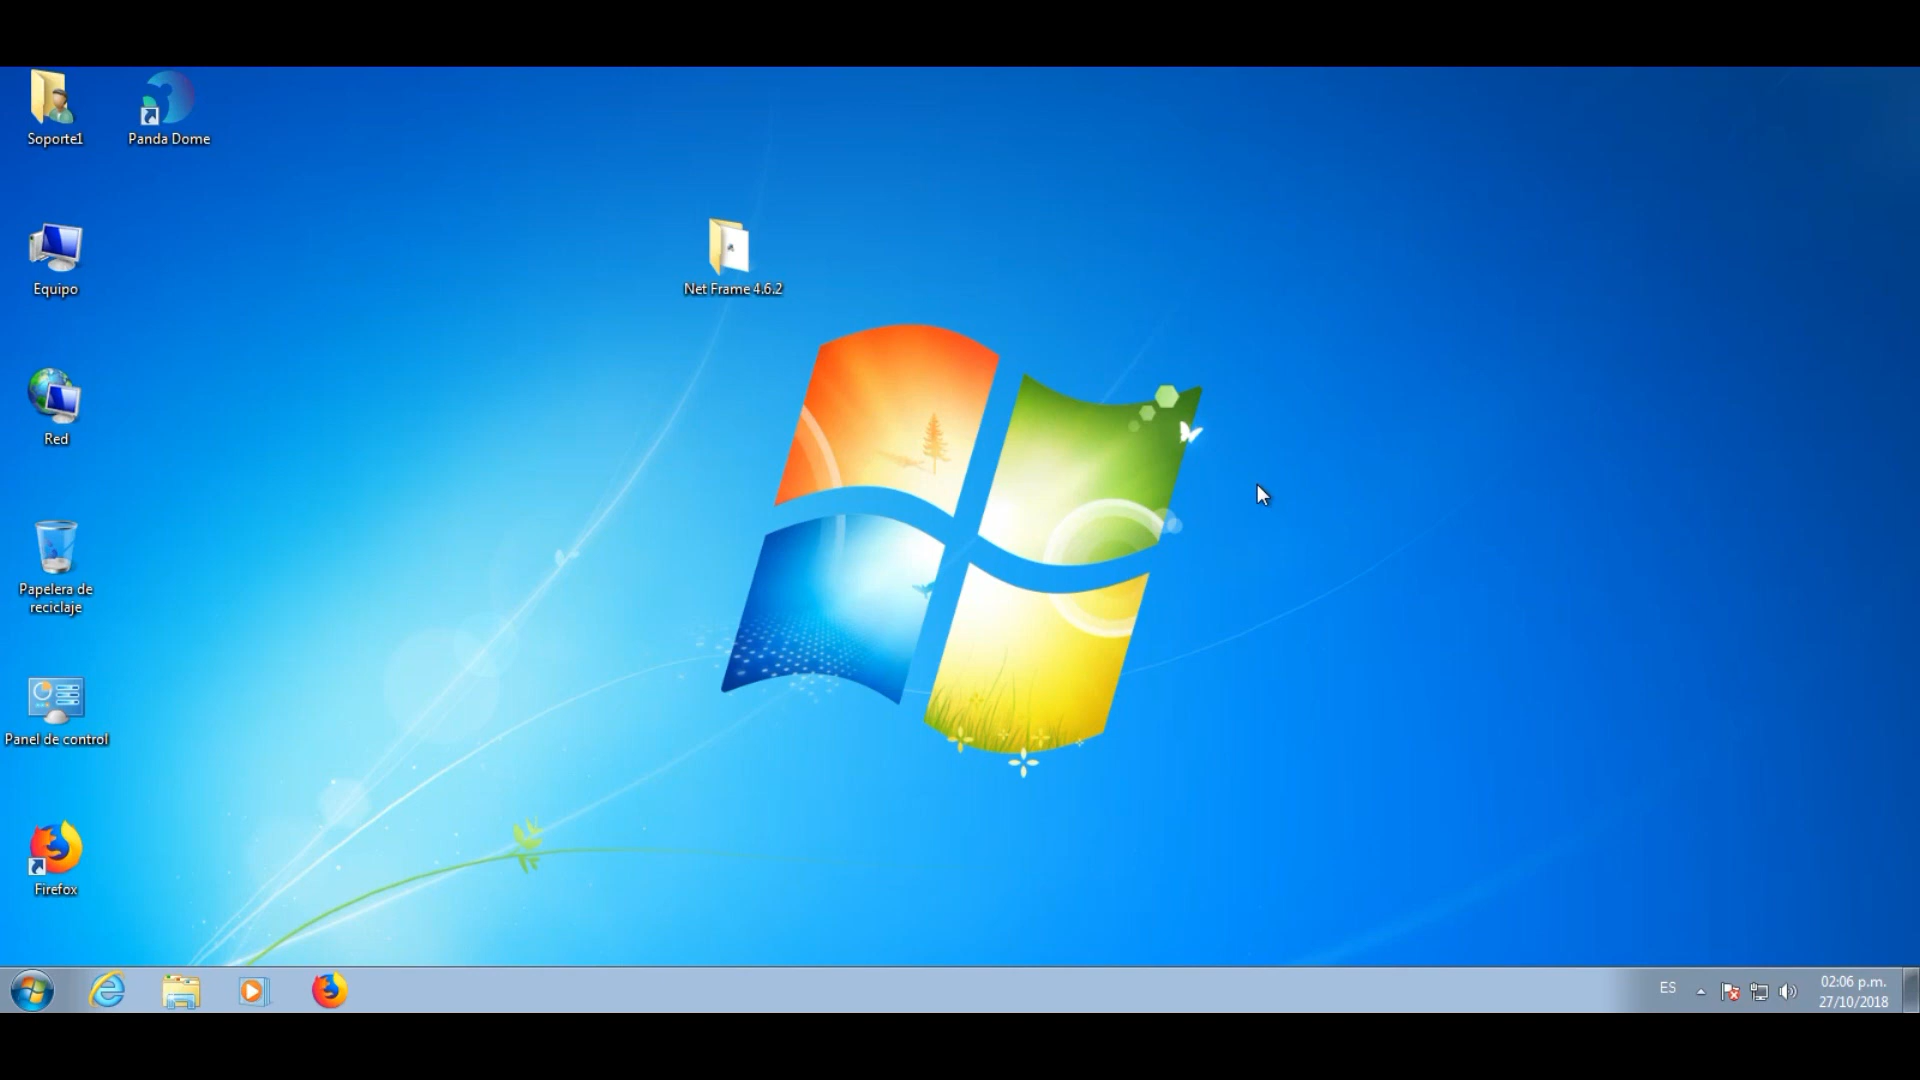 Soporte1
Panda Dome
Net Frame 4.6.2
Equipo
Red
Papelera de
reciclaje
Panel de control
Firefox
ES
02:06 p.m.
27/10/2018